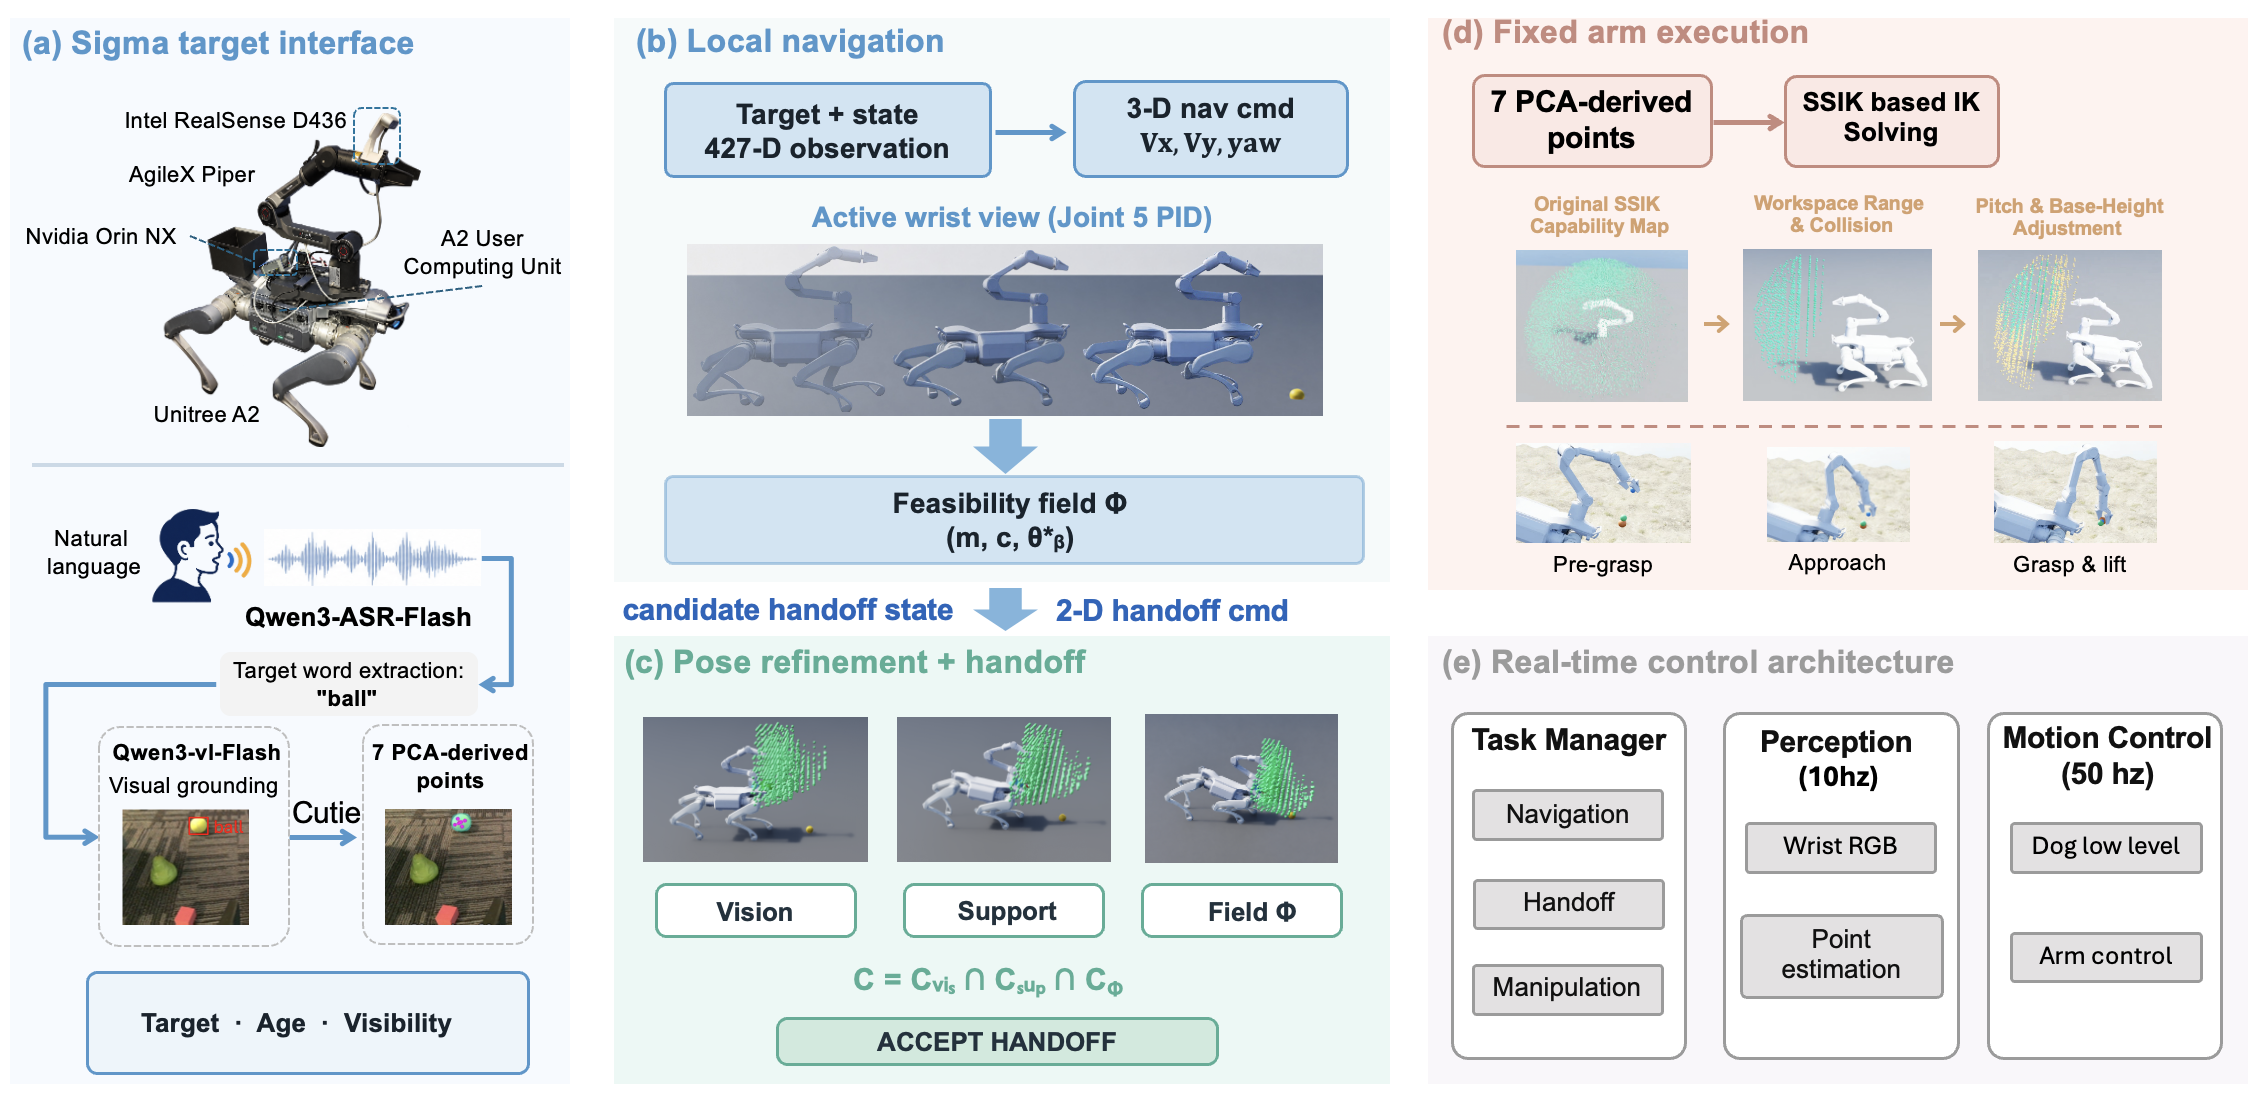 (a) Sigma target interface
Intel RealSense D436
AgileX Piper
Nvidia Orin NX
A2 User
Computing Unit
Unitree A2
Natural
language
Qwen3-ASR-Flash
Target word extraction:
"ball"
Qwen3-vl-Flash
Visual grounding
ball
Cutie
7 PCA-derived
points
Target · Age · Visibility
(b) Local navigation
Target + state
427-D observation
3-D nav cmd
Vx, Vy, yaw
Active wrist view (Joint 5 PID)
Feasibility field Φ
(m, c, θ*β)
candidate handoff state
2-D handoff cmd
(c) Pose refinement + handoff
Vision
Support
Field Φ
C = Cvis ∩ Csup ∩ CΦ
ACCEPT HANDOFF
(d) Fixed arm execution
7 PCA-derived
points
SSIK based IK
Solving
Original SSIK
Capability Map
Workspace Range
& Collision
Pitch & Base-Height
Adjustment
Pre-grasp
Approach
Grasp & lift
(e) Real-time control architecture
Task Manager
Navigation
Handoff
Manipulation
Perception
(10hz)
Wrist RGB
Point
estimation
Motion Control
(50 hz)
Dog low level
Arm control